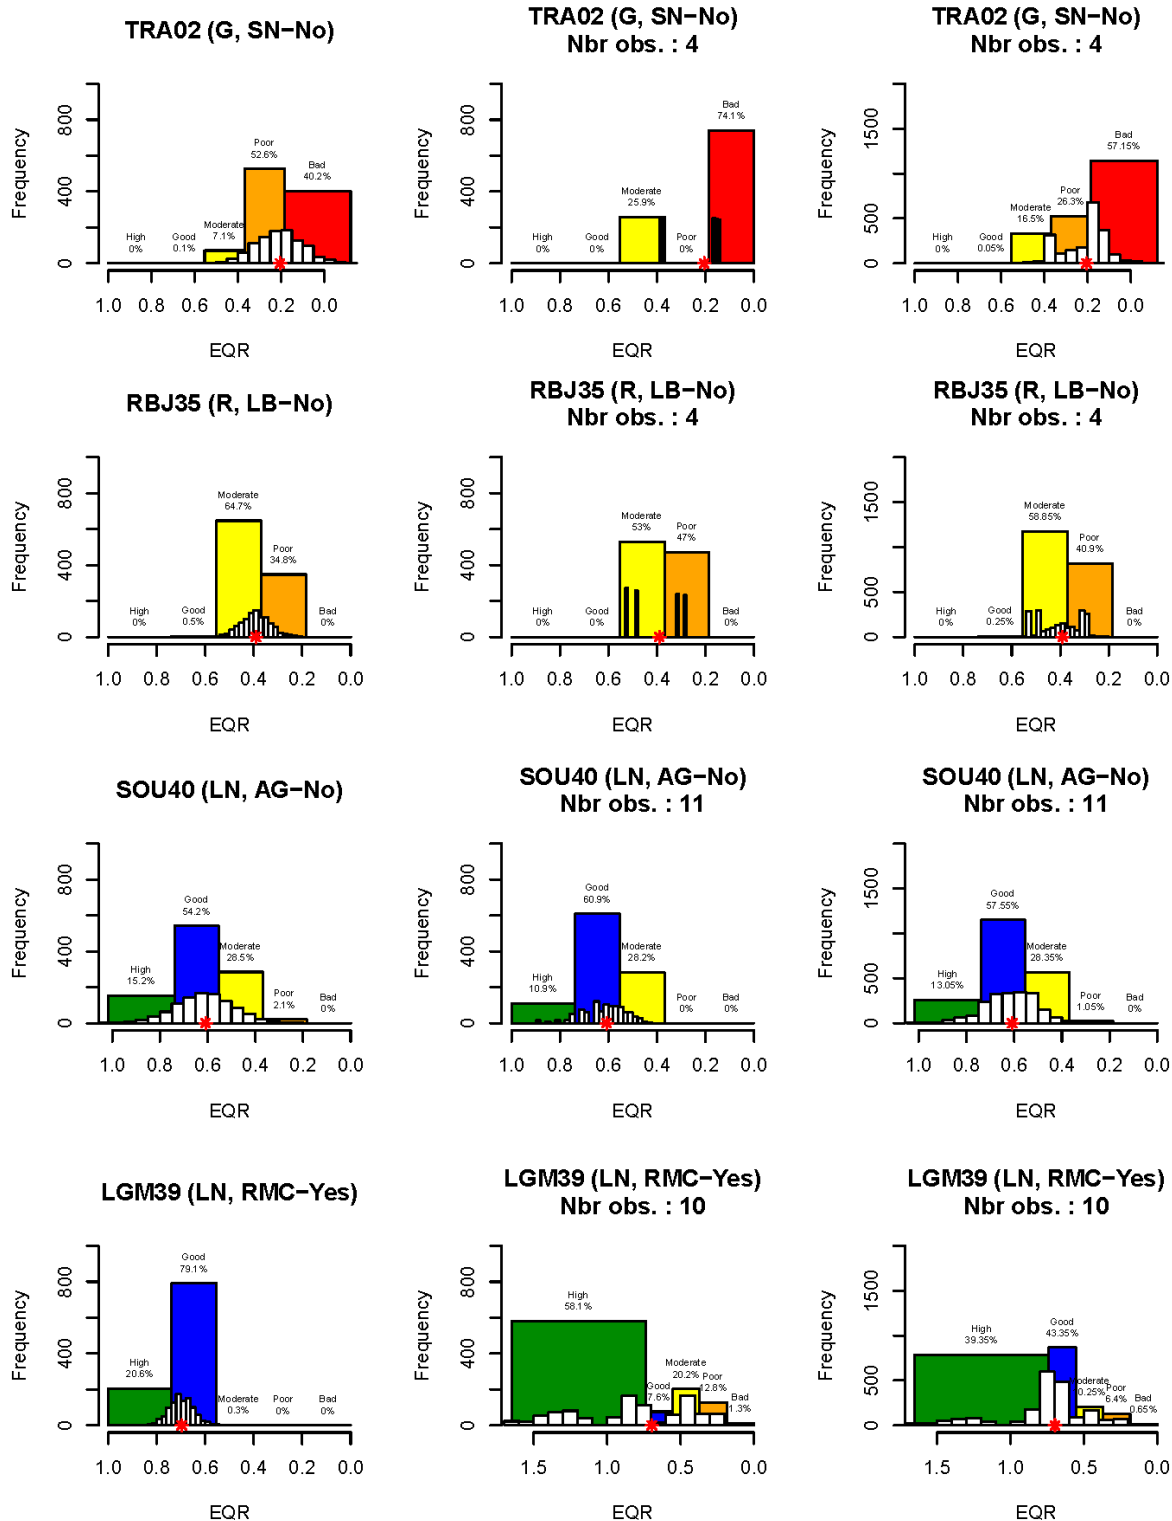 TRA02 (G, SN−No)
Frequency
800
400
0
High
0%
Good
0.1%
Moderate
7.1%
Poor
52.6%
Bad
40.2%
1.0 0.8 0.6 0.4 0.2 0.0
EQR
TRA02 (G, SN−No)
Nbr obs. : 4
Frequency
800
400
0
High
0%
Good
0%
Moderate
25.9%
Poor
0%
Bad
74.1%
1.0 0.8 0.6 0.4 0.2 0.0
EQR
TRA02 (G, SN−No)
Nbr obs. : 4
Frequency
1500
500
0
High
0%
Good
0.05%
Moderate
16.5%
Poor
26.3%
Bad
57.15%
1.0 0.8 0.6 0.4 0.2 0.0
EQR
RBJ35 (R, LB−No)
Frequency
800
400
0
High
0%
Good
0.5%
Moderate
64.7%
Poor
34.8%
Bad
0%
1.0 0.8 0.6 0.4 0.2 0.0
EQR
RBJ35 (R, LB−No)
Nbr obs. : 4
Frequency
800
400
0
High
0%
Good
0%
Moderate
53%
Poor
47%
Bad
0%
1.0 0.8 0.6 0.4 0.2 0.0
EQR
RBJ35 (R, LB−No)
Nbr obs. : 4
Frequency
1500
500
0
High
0%
Good
0.25%
Moderate
58.85%
Poor
40.9%
Bad
0%
1.0 0.8 0.6 0.4 0.2 0.0
EQR
SOU40 (LN, AG−No)
Frequency
800
400
0
High
15.2%
Good
54.2%
Moderate
28.5%
Poor
2.1%
Bad
0%
1.0 0.8 0.6 0.4 0.2 0.0
EQR
SOU40 (LN, AG−No)
Nbr obs. : 11
Frequency
800
400
0
High
10.9%
Good
60.9%
Moderate
28.2%
Poor
0%
Bad
0%
1.0 0.8 0.6 0.4 0.2 0.0
EQR
SOU40 (LN, AG−No)
Nbr obs. : 11
Frequency
1500
500
0
High
13.05%
Good
57.55%
Moderate
28.35%
Poor
1.05%
Bad
0%
1.0 0.8 0.6 0.4 0.2 0.0
EQR
LGM39 (LN, RMC−Yes)
Frequency
800
400
0
High
20.6%
Good
79.1%
Moderate
0.3%
Poor
0%
Bad
0%
1.0 0.8 0.6 0.4 0.2 0.0
EQR
LGM39 (LN, RMC−Yes)
Nbr obs. : 10
Frequency
800
400
0
High
58.1%
Good
7.6%
Moderate
20.2%
Poor
12.8%
Bad
1.3%
1.5 1.0 0.5 0.0
EQR
LGM39 (LN, RMC−Yes)
Nbr obs. : 10
Frequency
1500
500
0
High
39.35%
Good
43.35%
Moderate
Poor
6.4%
Bad
0.65%
1.5 1.0 0.5 0.0
EQR